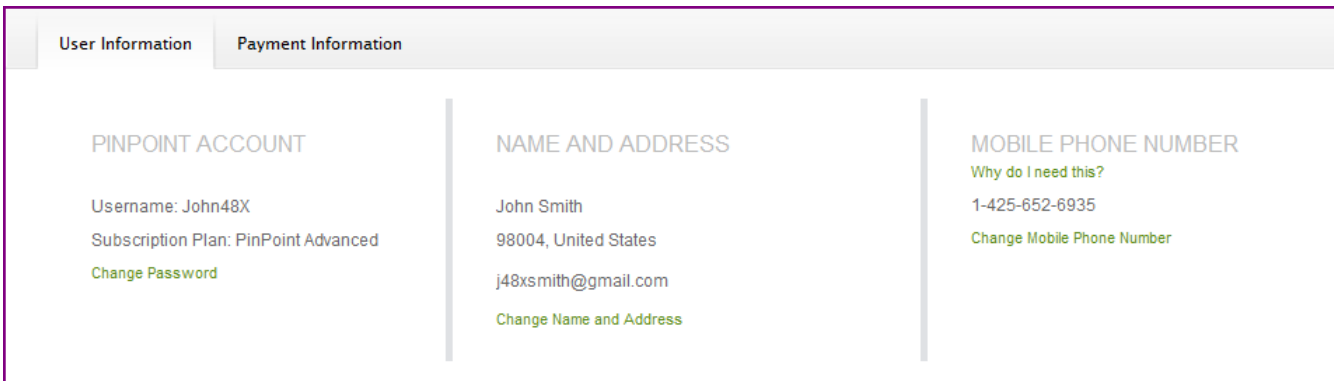 User Information
Payment Information
PINPOINT ACCOUNT
Username: John48X
Subscription Plan: PinPoint Advanced
Change Password
NAME AND ADDRESS
John Smith
98004, United States
j48xsmith@gmail.com
Change Name and Address
MOBILE PHONE NUMBER
Why do I need this?
1-425-652-6935
Change Mobile Phone Number